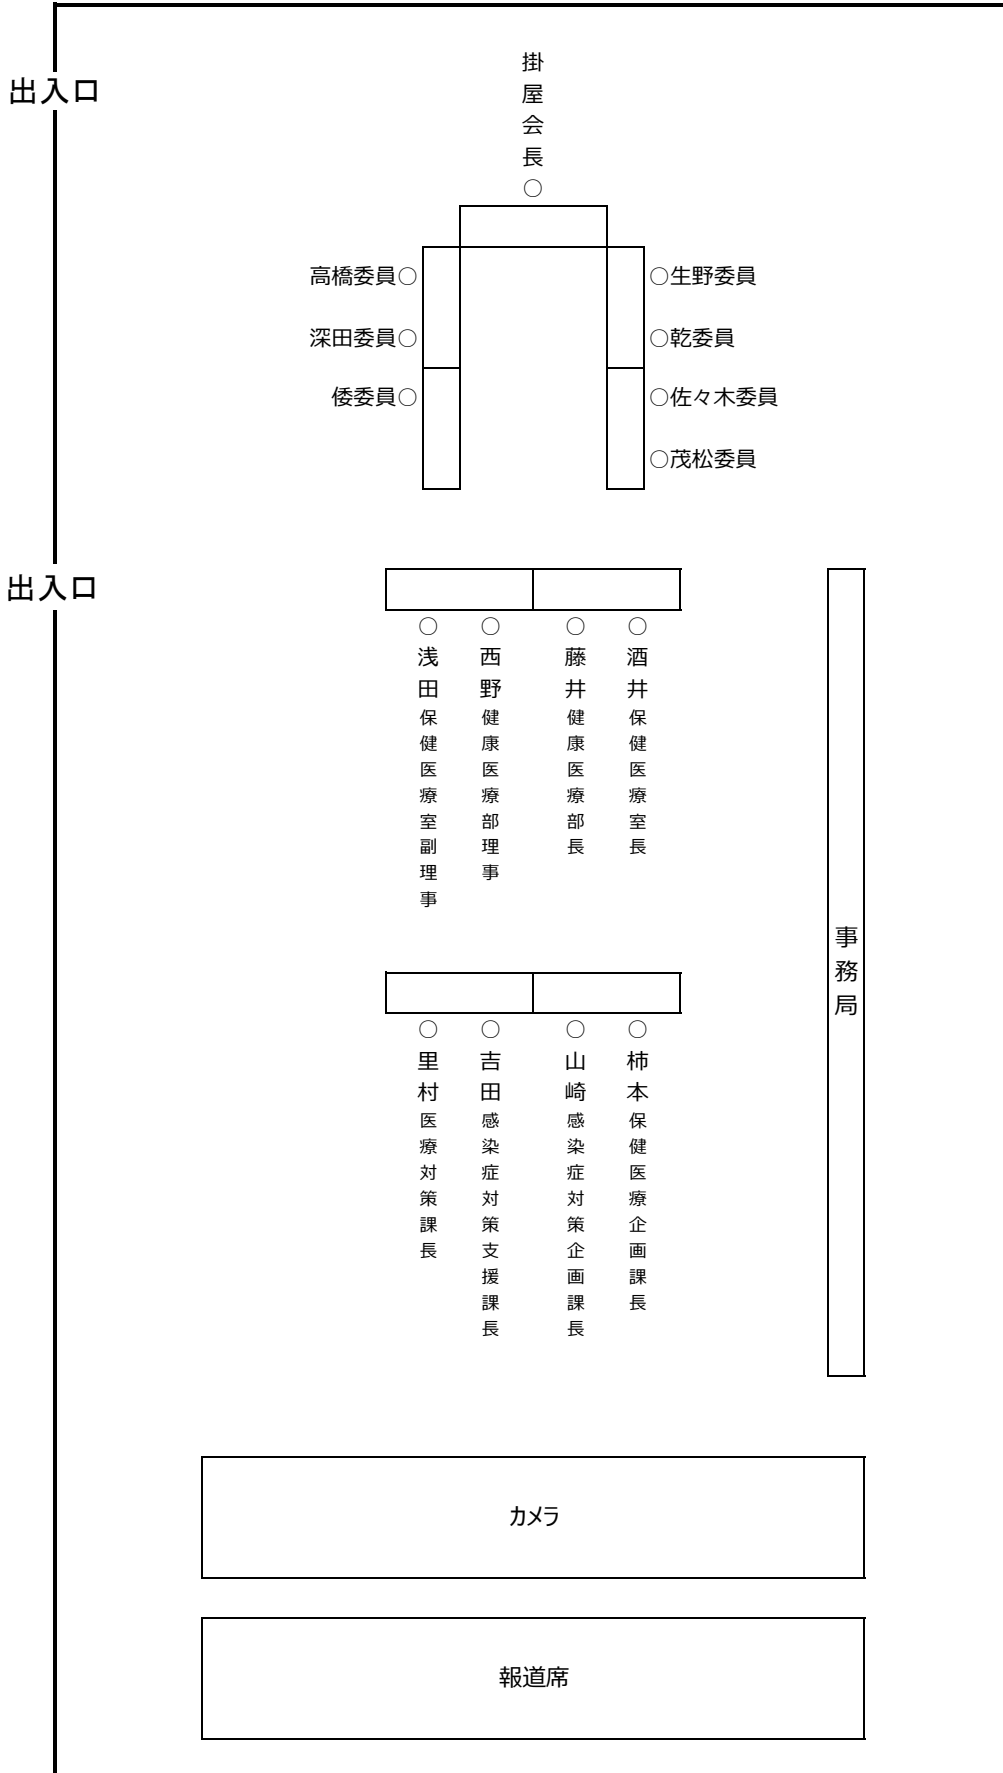 出入口
掛屋会長○
高橋委員○
○生野委員
深田委員○
○乾委員
倭委員○
○佐々木委員
○茂松委員
出入口
○浅田保健医療室副理事
○西野健康医療部理事
○藤井健康医療部長
○酒井保健医療室長
事務局
○里村医療対策課長
○吉田感染症対策支援課長
○山崎感染症対策企画課長
○柿本保健医療企画課長
カメラ
報道席